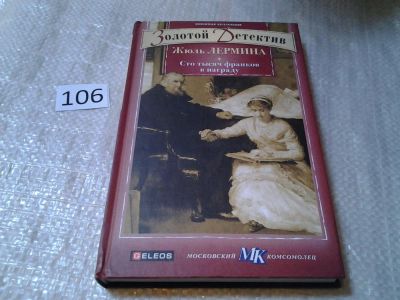 Золотой Детектив
Жюль ЛЕРМИНА
Сто тысяч франков
в награду
106
GELEOS
МОСКОВСКИЙ МК КОМСОМОЛЕЦ